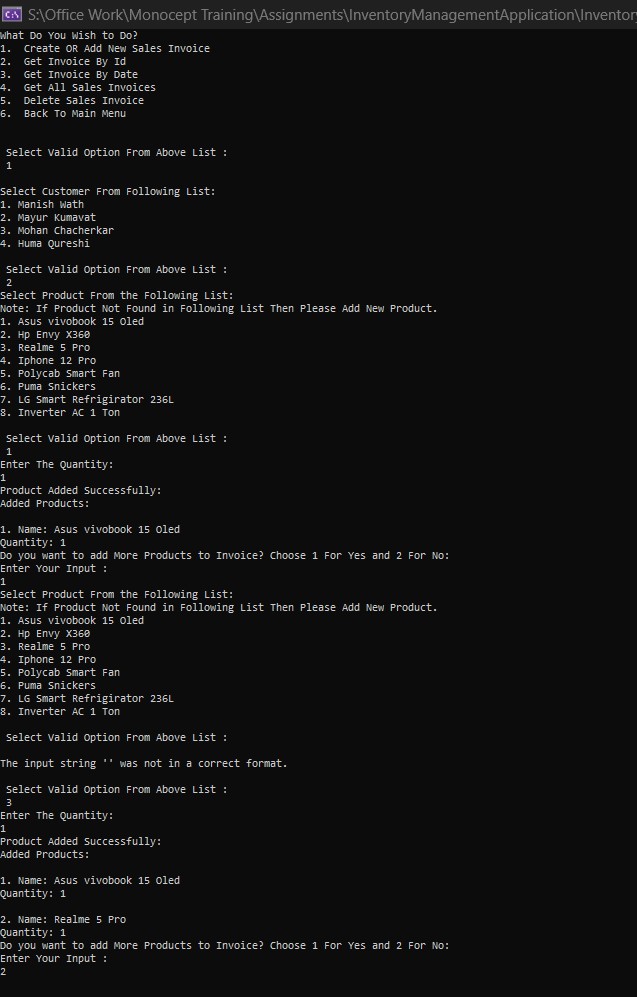 S:\Office Work\Monocept Training\Assignments\InventoryManagementApplication\Inventory
What Do You Wish to Do?
1.  Create OR Add New Sales Invoice
2.  Get Invoice By Id
3.  Get Invoice By Date
4.  Get All Sales Invoices
5.  Delete Sales Invoice
6.  Back To Main Menu
Select Valid Option From Above List :
1
Select Customer From Following List:
1. Manish Wath
2. Mayur Kumavat
3. Mohan Chacherkar
4. Huma Qureshi
Select Valid Option From Above List :
2
Select Product From the Following List:
Note: If Product Not Found in Following List Then Please Add New Product.
1. Asus vivobook 15 Oled
2. Hp Envy X360
3. Realme 5 Pro
4. Iphone 12 Pro
5. Polycab Smart Fan
6. Puma Snickers
7. LG Smart Refrigirator 236L
8. Inverter AC 1 Ton
Select Valid Option From Above List :
1
Enter The Quantity:
1
Product Added Successfully:
Added Products:
1. Name: Asus vivobook 15 Oled
Quantity: 1
Do you want to add More Products to Invoice? Choose 1 For Yes and 2 For No:
Enter Your Input :
1
Select Product From the Following List:
Note: If Product Not Found in Following List Then Please Add New Product.
1. Asus vivobook 15 Oled
2. Hp Envy X360
3. Realme 5 Pro
4. Iphone 12 Pro
5. Polycab Smart Fan
6. Puma Snickers
7. LG Smart Refrigirator 236L
8. Inverter AC 1 Ton
Select Valid Option From Above List :
The input string '' was not in a correct format.
Select Valid Option From Above List :
3
Enter The Quantity:
1
Product Added Successfully:
Added Products:
1. Name: Asus vivobook 15 Oled
Quantity: 1
2. Name: Realme 5 Pro
Quantity: 1
Do you want to add More Products to Invoice? Choose 1 For Yes and 2 For No:
Enter Your Input :
2